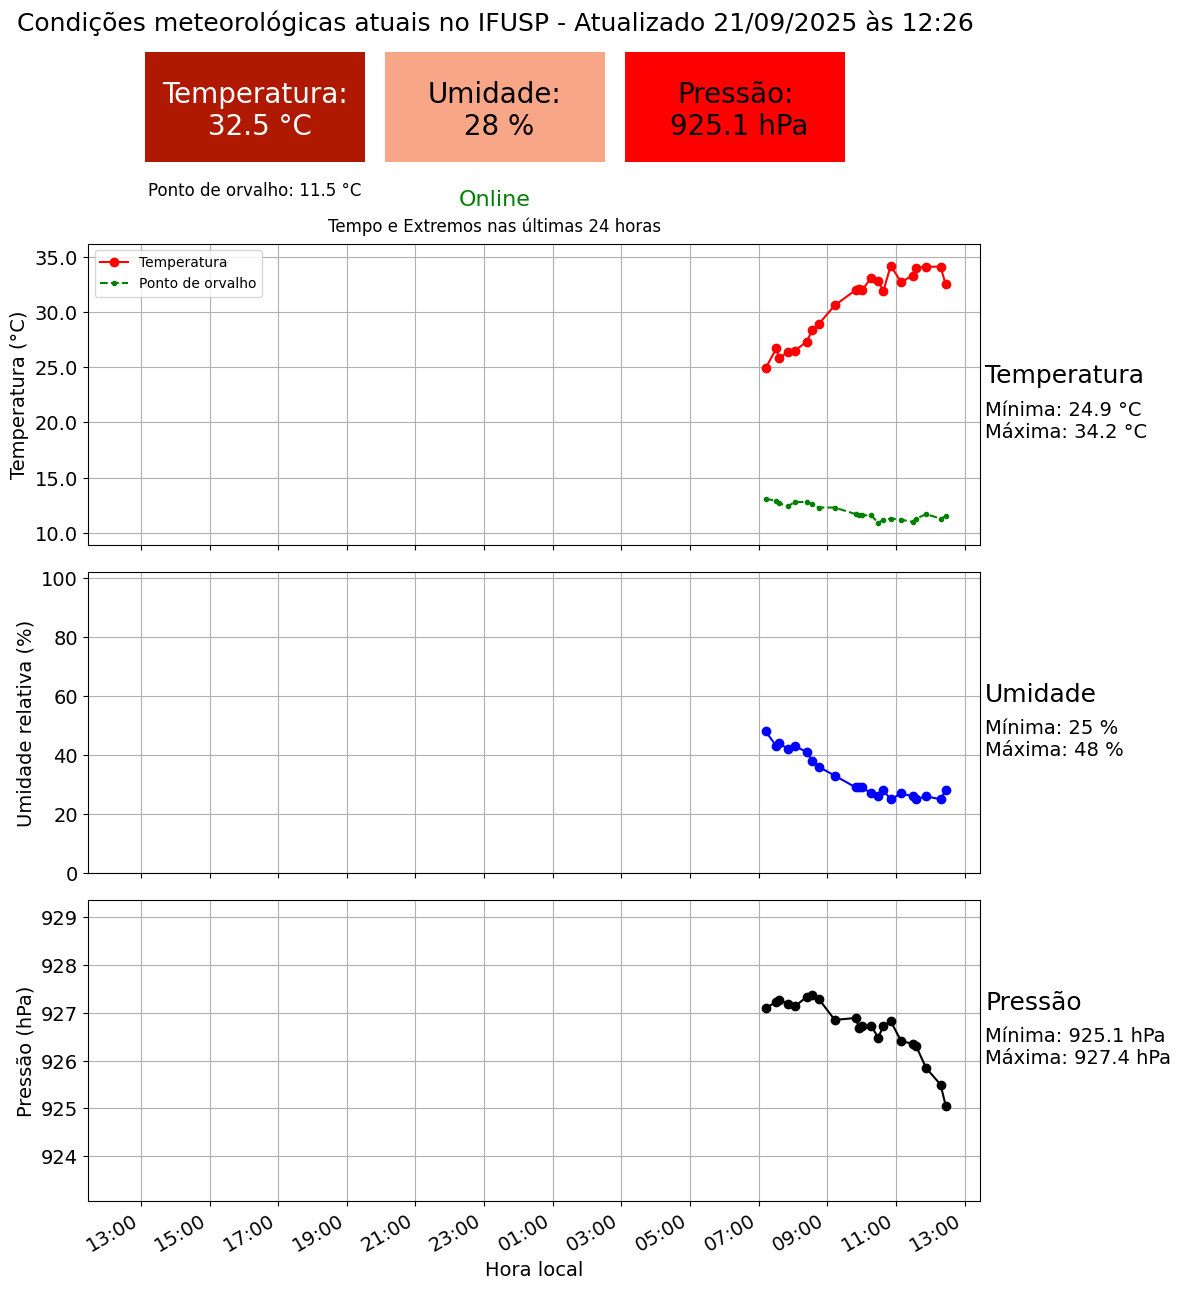 Condições meteorológicas atuais no IFUSP - Atualizado 21/09/2025 às 12:26
Temperatura:
32.5 °C
Umidade:
28 %
Pressão:
925.1 hPa
Ponto de orvalho: 11.5 °C
Online
Tempo e Extremos nas últimas 24 horas
Temperatura
Ponto de orvalho
35.0
30.0
25.0
20.0
15.0
10.0
Temperatura (°C)
Temperatura
Mínima: 24.9 °C
Máxima: 34.2 °C
100
80
60
40
20
0
Umidade relativa (%)
Umidade
Mínima: 25 %
Máxima: 48 %
929
928
927
926
925
924
Pressão (hPa)
Pressão
Mínima: 925.1 hPa
Máxima: 927.4 hPa
13:00
15:00
17:00
19:00
21:00
23:00
01:00
03:00
05:00
07:00
09:00
11:00
13:00
Hora local